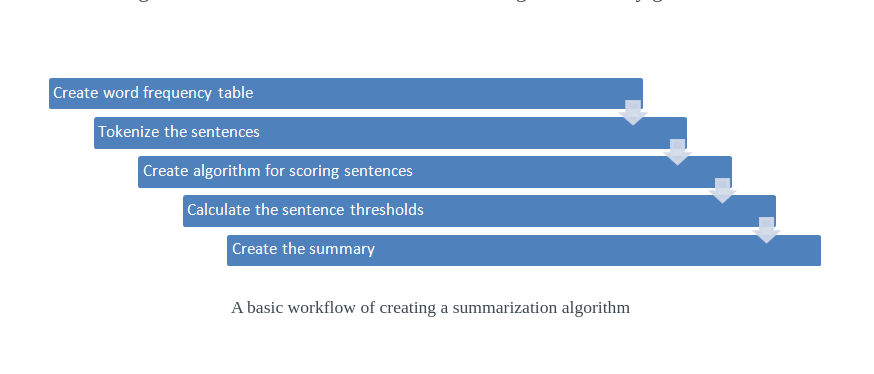 Create word frequency table
Tokenize the sentences
Create algorithm for scoring sentences
Calculate the sentence thresholds
Create the summary
A basic workflow of creating a summarization algorithm